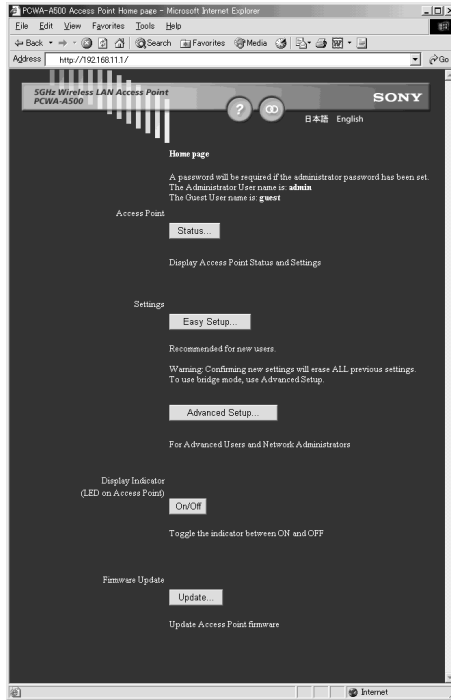 PCWA-A500 Access Point Home page - Microsoft Internet Explorer
File Edit View Favorites Tools Help
Back Search Favorites Media
Address http://192.168.11.1/ Go
5GHz Wireless LAN Access Point
PCWA-A500
SONY
日本語 English
Home page
A password will be required if the administrator password has been set.
The Administrator User name is: admin
The Guest User name is: guest
Access Point
Status...
Display Access Point Status and Settings
Settings
Easy Setup...
Recommended for new users.
Warning: Confirming new settings will erase ALL previous settings.
To use bridge mode, use Advanced Setup.
Advanced Setup...
For Advanced Users and Network Administrators
Display Indicator
(LED on Access Point)
On/Off
Toggle the indicator between ON and OFF
Firmware Update
Update...
Update Access Point firmware
Internet